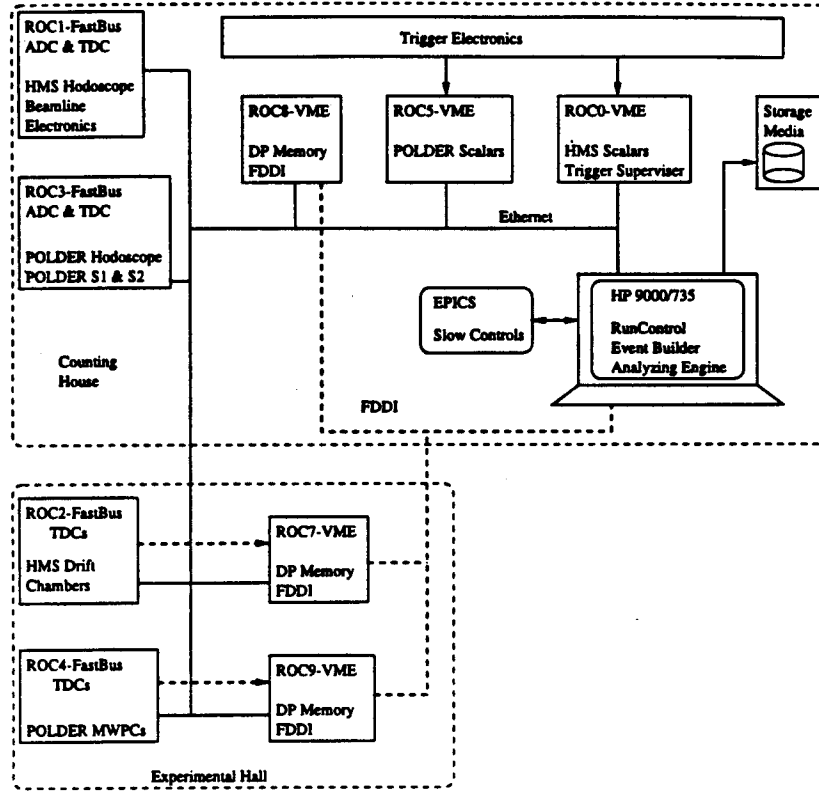 ROC1-FastBus
ADC & TDC
HMS Hodoscope
Beamline
Electronics
Trigger Electronics
ROC8-VME
DP Memory
FDDI
ROC5-VME
POLDER Scalars
ROC0-VME
HMS Scalars
Trigger Superviser
Storage
Media
ROC3-FastBus
ADC & TDC
POLDER Hodoscope
POLDER S1 & S2
Ethernet
EPICS
Slow Controls
HP 9000/735
RunControl
Event Builder
Analyzing Engine
Counting
House
FDDI
ROC2-FastBus
TDCs
HMS Drift
Chambers
ROC7-VME
DP Memory
FDDI
ROC4-FastBus
TDCs
POLDER MWPCs
ROC9-VME
DP Memory
FDDI
Experimental Hall